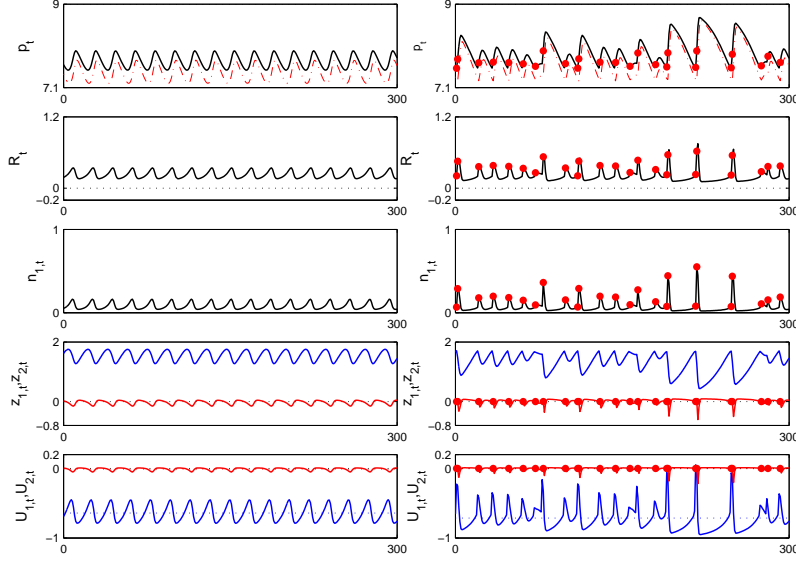 9 9
p_t p_t
7.1 7.1
0 300 0 300
1.2 1.2
R_t R_t
0 0
−0.2 −0.2
0 300 0 300
1 1
n_{1,t} n_{1,t}
0 0
0 300 0 300
2 2
z_{1,t},z_{2,t} z_{1,t},z_{2,t}
0 0
−0.8 −0.8
0 300 0 300
0.2 0.2
0 0
U_{1,t},U_{2,t} U_{1,t},U_{2,t}
−1 −1
0 300 0 300